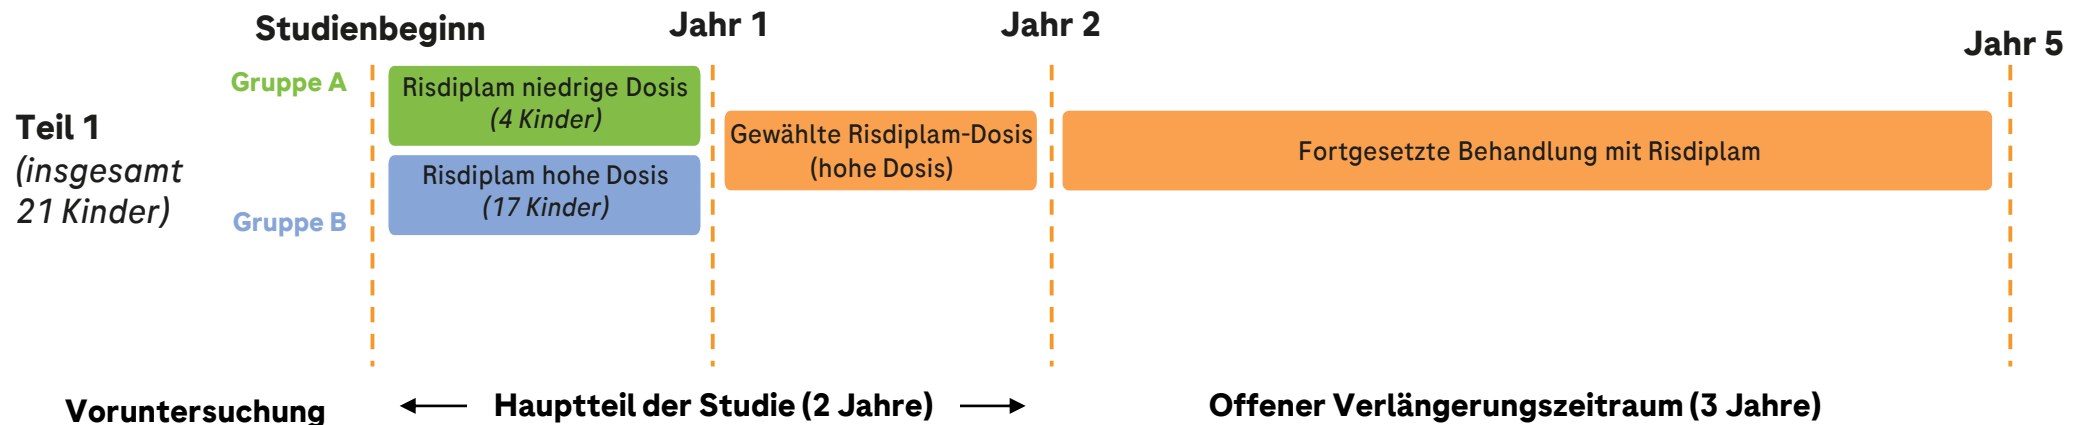 Studienbeginn
Jahr 1
Jahr 2
Jahr 5
Teil 1
(insgesamt
21 Kinder)
Gruppe A
Risdiplam niedrige Dosis
(4 Kinder)
Gruppe B
Risdiplam hohe Dosis
(17 Kinder)
Gewählte Risdiplam-Dosis
(hohe Dosis)
Fortgesetzte Behandlung mit Risdiplam
Voruntersuchung
Hauptteil der Studie (2 Jahre)
Offener Verlängerungszeitraum (3 Jahre)